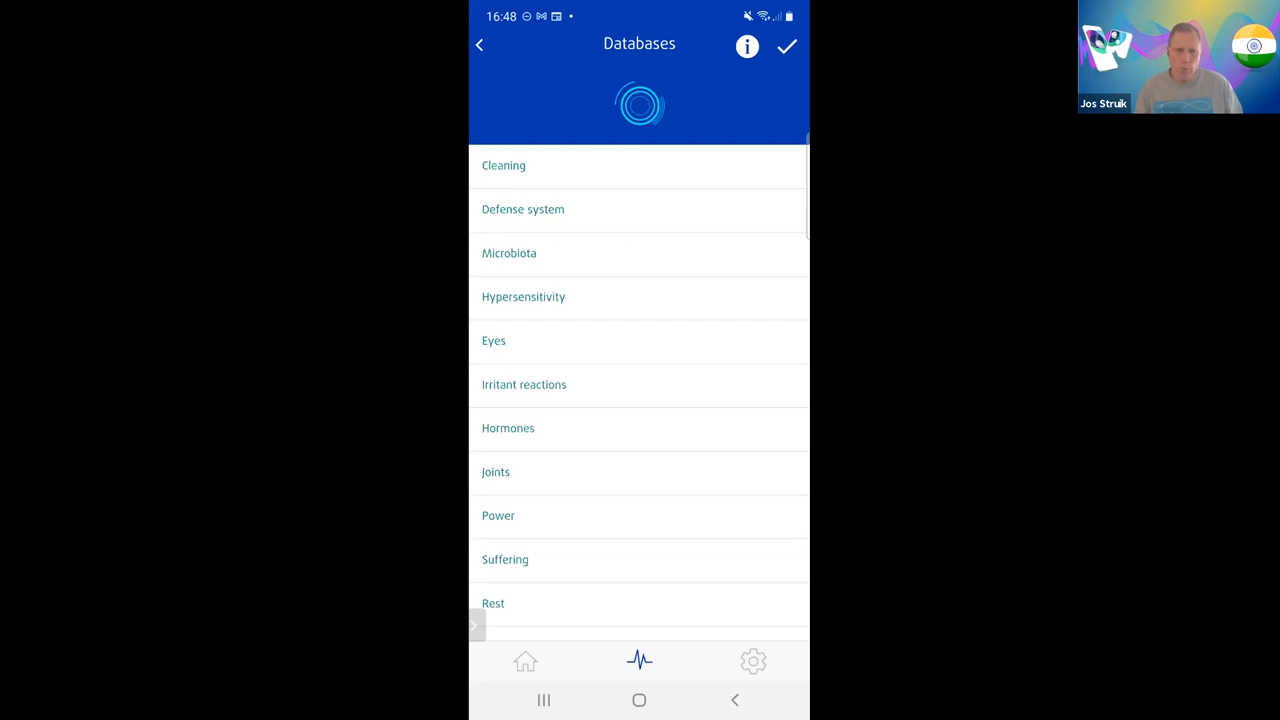 16:48
Databases
Cleaning
Defense system
Microbiota
Hypersensitivity
Eyes
Irritant reactions
Hormones
Joints
Power
Suffering
Rest
Jos Struik